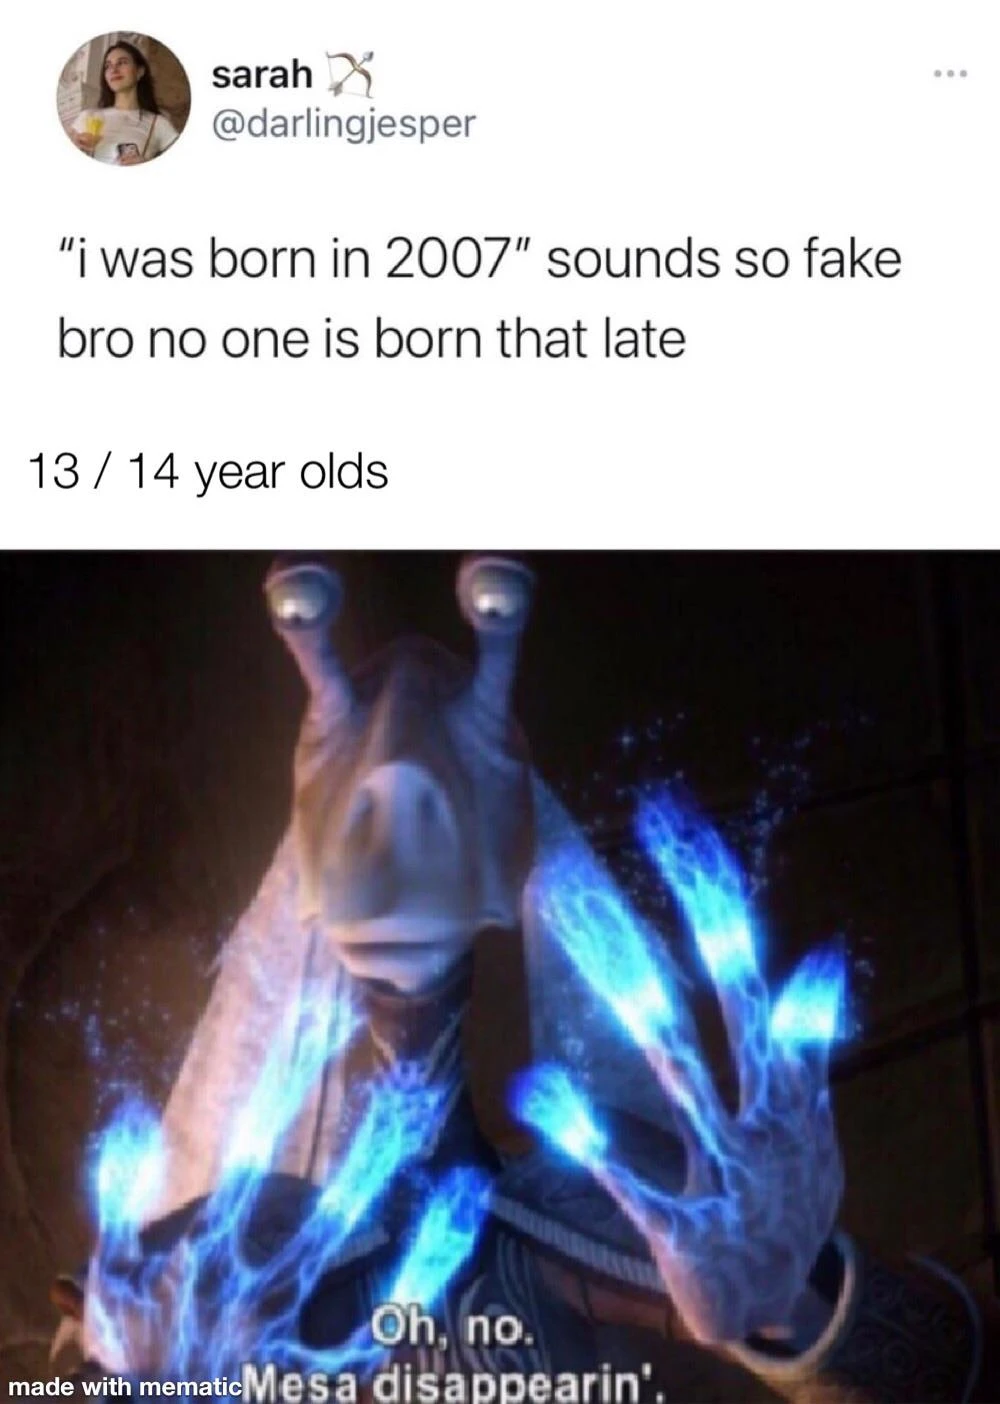 sarah 🏹
@darlingjesper
"i was born in 2007" sounds so fake
bro no one is born that late
13 / 14 year olds
Oh, no.
Mesa disappearin'.
made with mematic